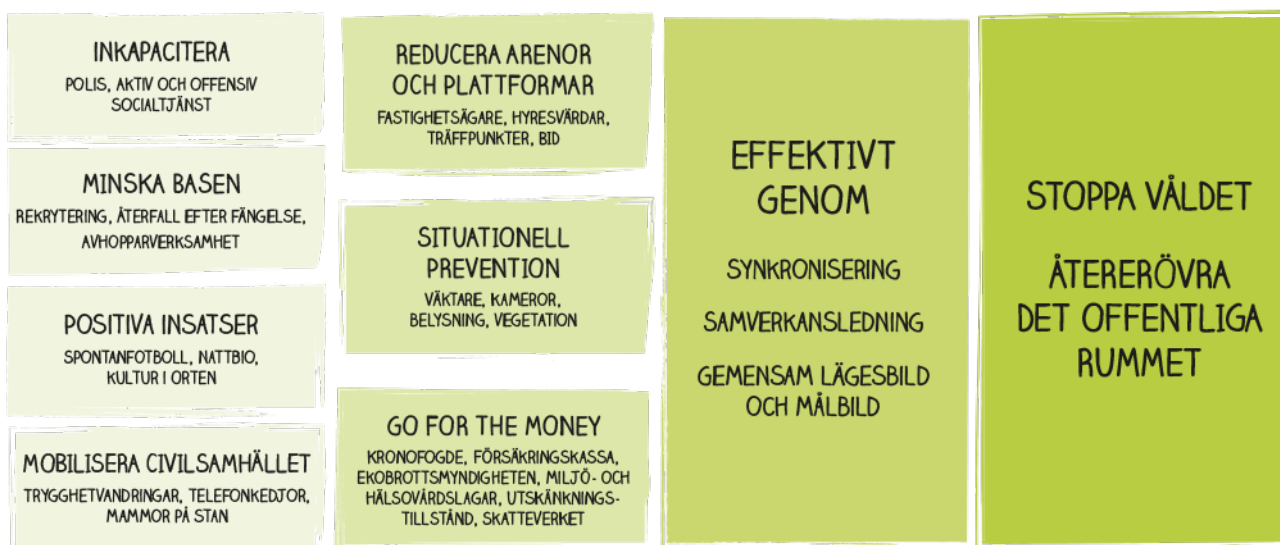 INKAPACITERA
POLIS, AKTIV OCH OFFENSIV
SOCIALTJÄNST
MINSKA BASEN
REKRYTERING, ÅTERFALL EFTER FÄNGELSE,
AVHOPPARVERKSAMHET
POSITIVA INSATSER
SPONTANFOTBOLL, NATTBIO,
KULTUR I ORTEN
MOBILISERA CIVILSAMHÄLLET
TRYGGHETVANDRINGAR, TELEFONKEDJOR,
MAMMOR PÅ STAN
REDUCERA ARENOR
OCH PLATTFORMAR
FASTIGHETSÄGARE, HYRESVÄRDAR,
TRÄFFPUNKTER, BID
SITUATIONELL
PREVENTION
VÄKTARE, KAMEROR,
BELYSNING, VEGETATION
GO FOR THE MONEY
KRONOFOGDE, FÖRSÄKRINGSKASSA,
EKOBROTTSMYNDIGHETEN, MILJÖ- OCH
HÄLSOVÅRDSLAGAR, UTSKÄNKNINGS-
TILLSTÅND, SKATTEVERKET
EFFEKTIVT
GENOM
SYNKRONISERING
SAMVERKANSLEDNING
GEMENSAM LÄGESBILD
OCH MÅLBILD
STOPPA VÅLDET
ÅTERERÖVRA
DET OFFENTLIGA
RUMMET